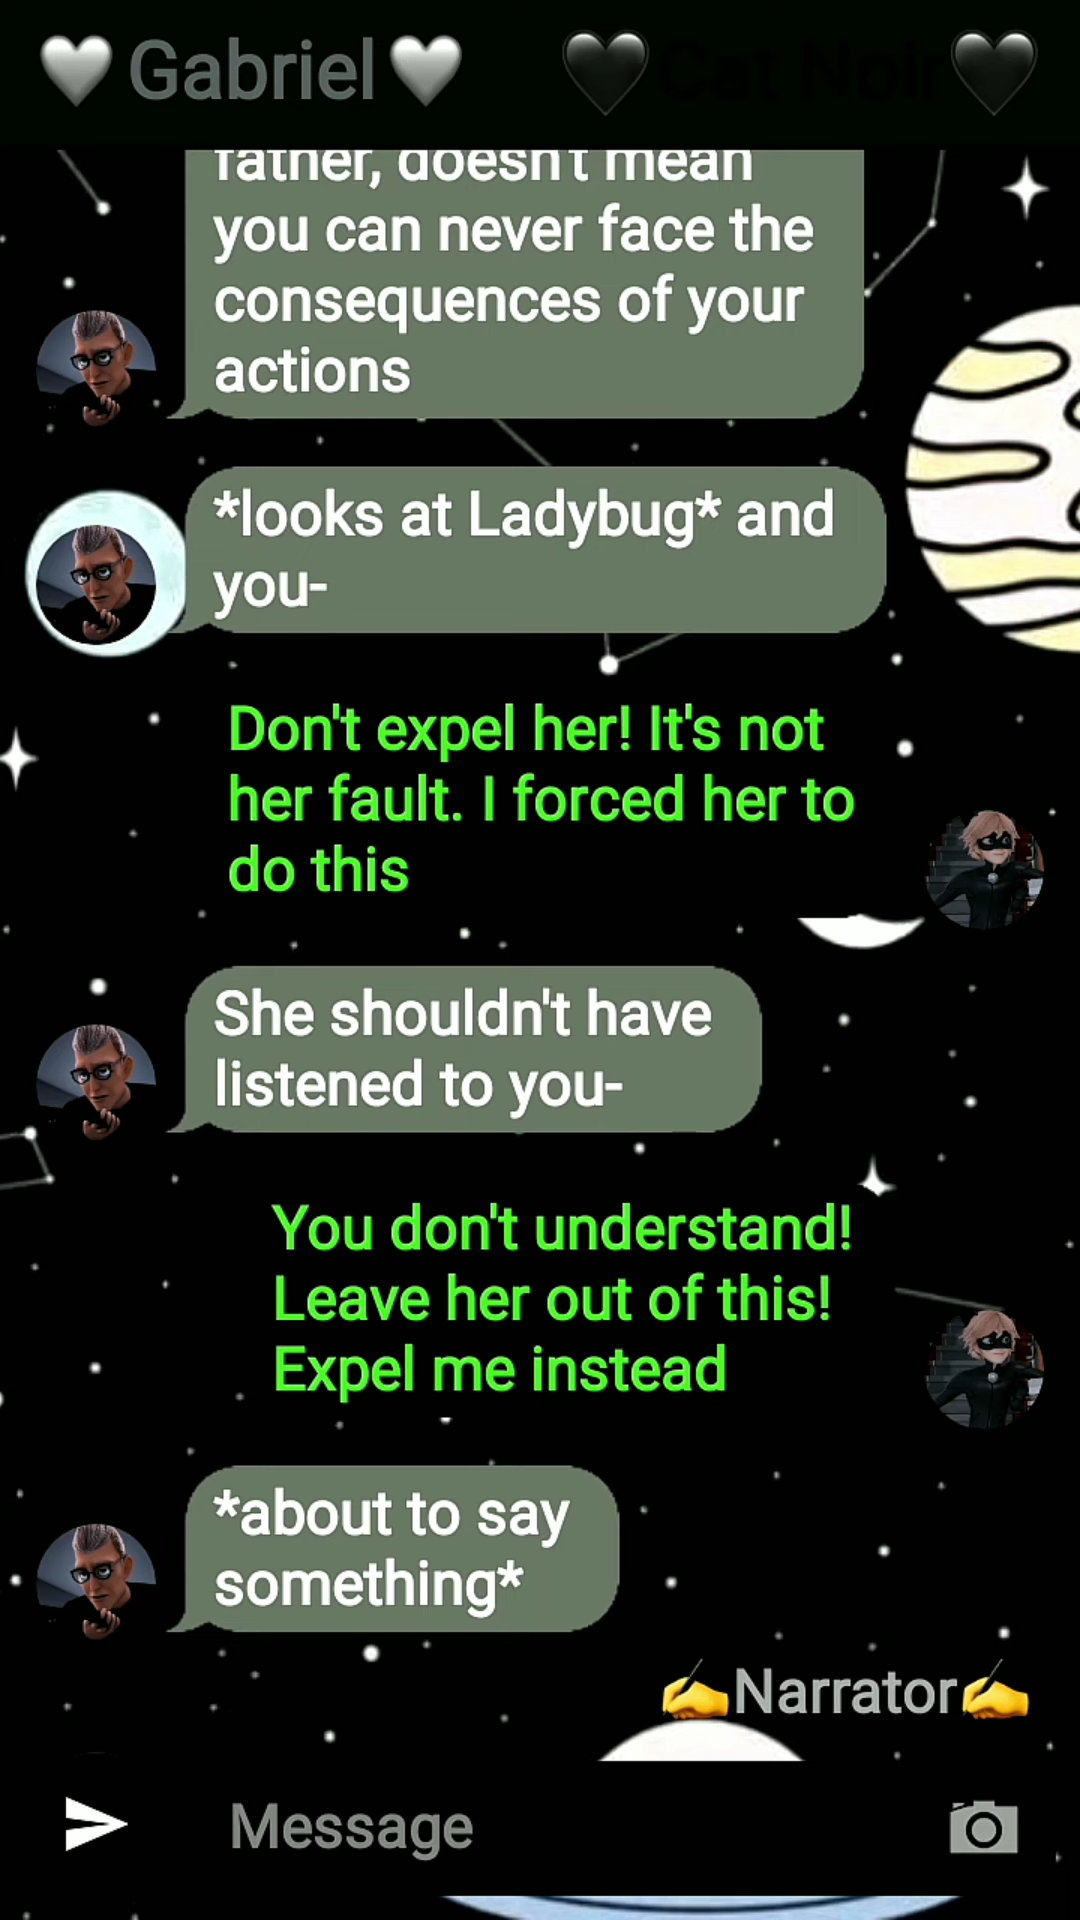 🤍Gabriel🤍 🖤Cat Noir🖤
father, doesn't mean
you can never face the
consequences of your
actions
*looks at Ladybug* and
you-
Don't expel her! It's not
her fault. I forced her to
do this
She shouldn't have
listened to you-
You don't understand!
Leave her out of this!
Expel me instead
*about to say
something*
✍Narrator✍
Message